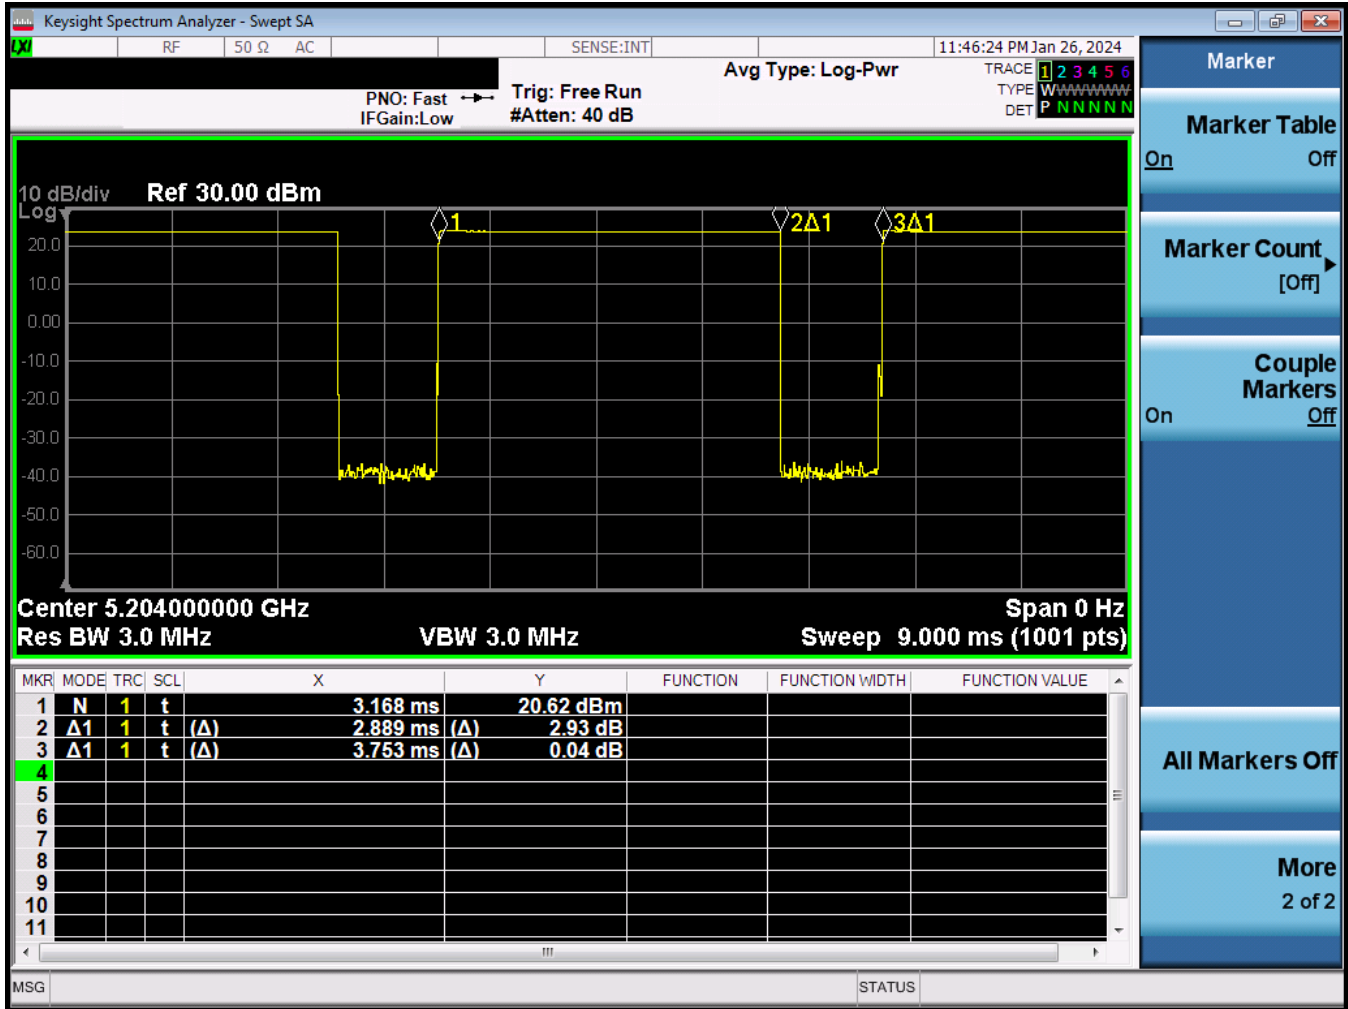 Keysight Spectrum Analyzer - Swept SA
LXI RF 50 Ω AC SENSE:INT 11:46:24 PM Jan 26, 2024
PNO: Fast
IFGain:Low
Trig: Free Run
#Atten: 40 dB
Avg Type: Log-Pwr
TRACE 1 2 3 4 5 6
TYPE W W W W W W
DET P N N N N N
10 dB/div Ref 30.00 dBm
Log
1 2Δ1 3Δ1
20.0
10.0
0.00
-10.0
-20.0
-30.0
-40.0
-50.0
-60.0
Center 5.204000000 GHz Span 0 Hz
Res BW 3.0 MHz VBW 3.0 MHz Sweep 9.000 ms (1001 pts)
MKR MODE TRC SCL X Y FUNCTION FUNCTION WIDTH FUNCTION VALUE
1 N 1 t 3.168 ms 20.62 dBm
2 Δ1 1 t (Δ) 2.889 ms (Δ) 2.93 dB
3 Δ1 1 t (Δ) 3.753 ms (Δ) 0.04 dB
4
5
6
7
8
9
10
11
MSG STATUS
Marker
Marker Table
On Off
Marker Count
[Off]
Couple
Markers
On Off
All Markers Off
More
2 of 2